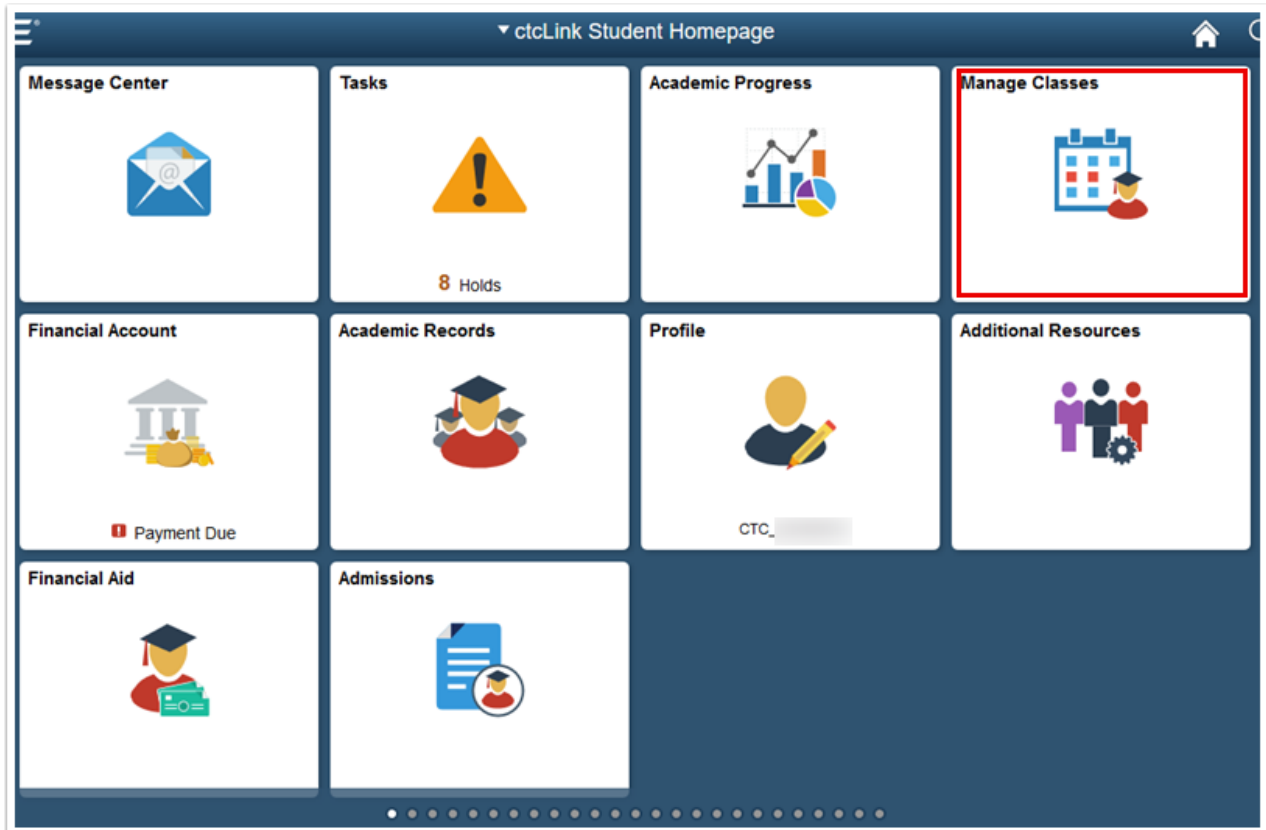 ctcLink Student Homepage
Message Center
Tasks
Academic Progress
Manage Classes
@
8 Holds
Financial Account
Academic Records
Profile
Additional Resources
Payment Due
CTC_
Financial Aid
Admissions